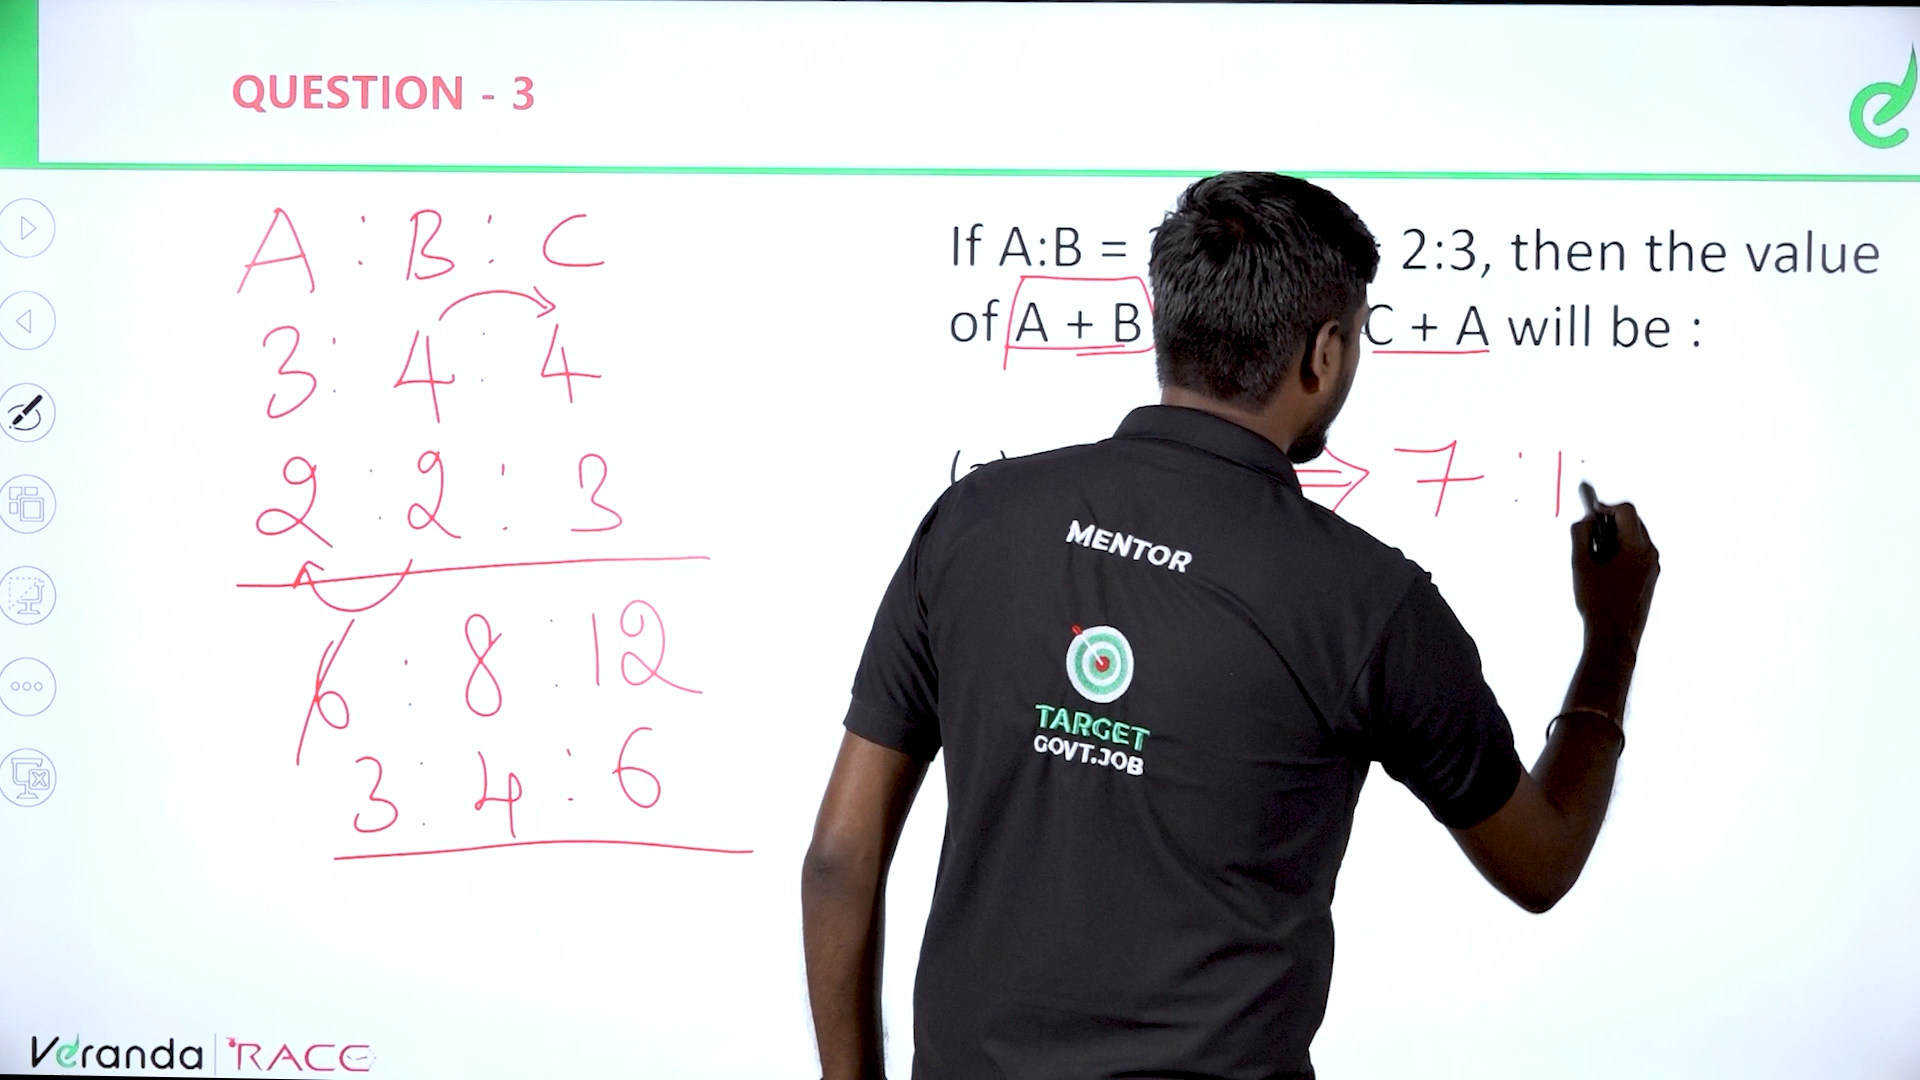 QUESTION - 3
A : B : C
3 : 4 : 4
2 : 2 : 3
6 : 8 : 12
3 : 4 : 6
If A:B = 2:3, then the value
of A + B C + A will be :
⇒ 7 : 1
MENTOR
TARGET
GOVT.JOB
Veranda RACE